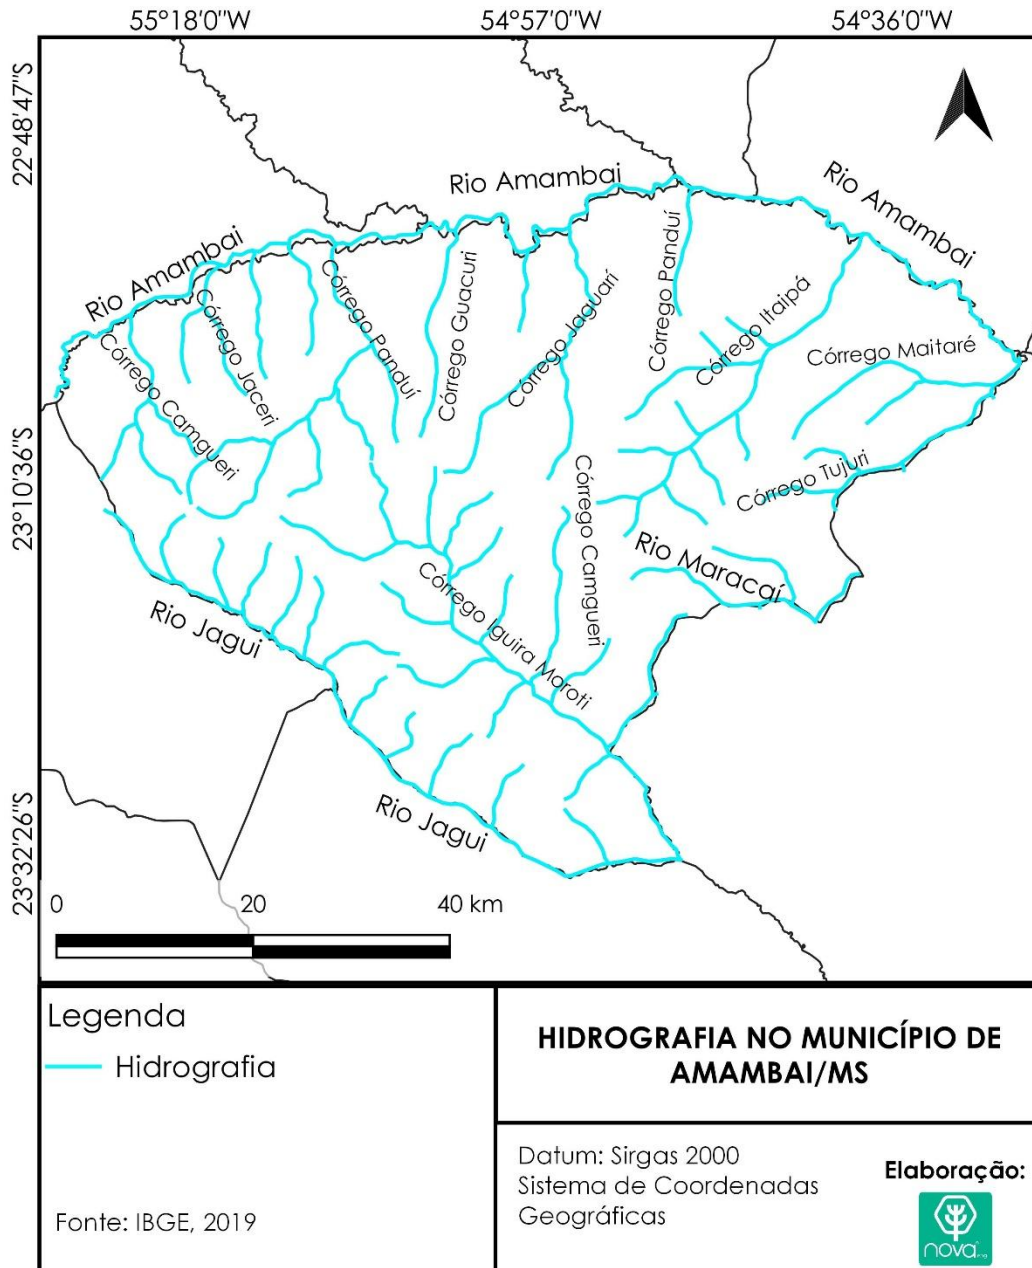 55°18'0"W
54°57'0"W
54°36'0"W
22°48'47"S
23°10'36"S
23°32'26"S
Rio Amambai
Rio Amambai
Rio Amambai
Córrego Panduí
Córrego Guacuri
Córrego Jaguarí
Córrego Panduí
Córrego Itaipá
Córrego Jaceri
Córrego Camgueri
Córrego Maitaré
Córrego Tujuri
Córrego Camgueri
Rio Maracaí
Córrego Iguira Moroti
Rio Jagui
Rio Jagui
0 20 40 km
Legenda
Hidrografia
Fonte: IBGE, 2019
HIDROGRAFIA NO MUNICÍPIO DE
AMAMBAI/MS
Datum: Sirgas 2000
Sistema de Coordenadas
Geográficas
Elaboração:
nova